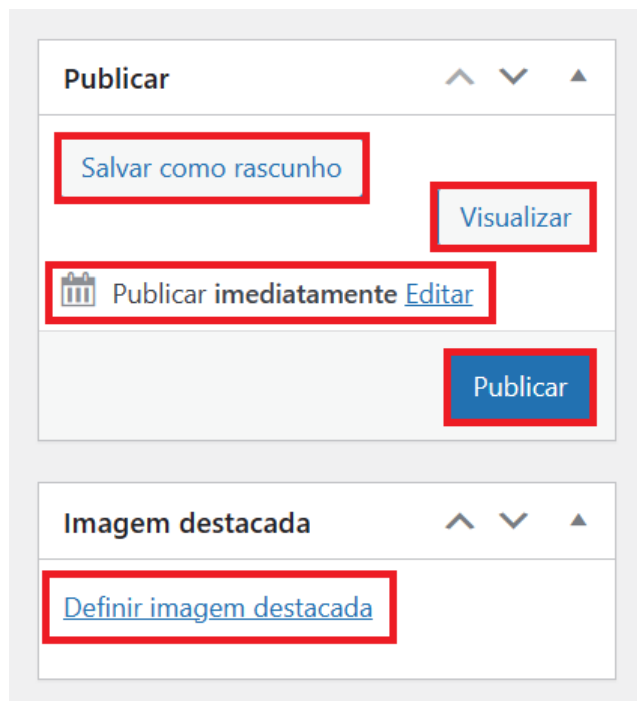 Publicar
Salvar como rascunho
Visualizar
Publicar imediatamente Editar
Publicar
Imagem destacada
Definir imagem destacada